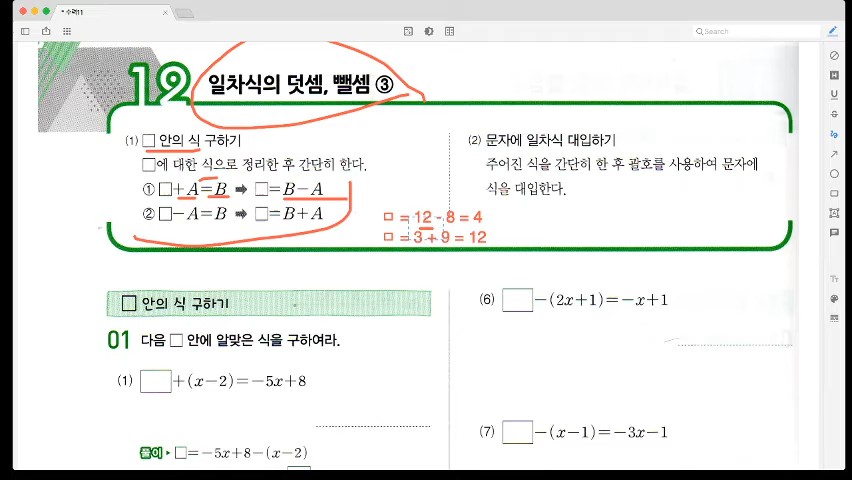 수력11
Search
12 일차식의 덧셈, 뺄셈 ③
(1) □ 안의 식 구하기
□에 대한 식으로 정리한 후 간단히 한다.
① □+A=B ➡ □=B-A
② □-A=B ➡ □=B+A
(2) 문자에 일차식 대입하기
주어진 식을 간단히 한 후 괄호를 사용하여 문자에
식을 대입한다.
□ = 12 - 8 = 4
□ = 3 + 9 = 12
□ 안의 식 구하기
01 다음 □ 안에 알맞은 식을 구하여라.
(1) □+(x-2)=-5x+8
풀이 ▶ □=-5x+8-(x-2)
(6) □-(2x+1)=-x+1
(7) □-(x-1)=-3x-1